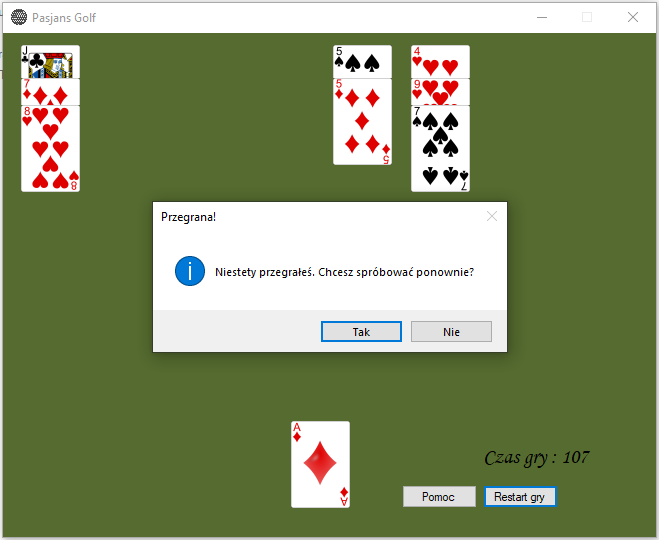 Pasjans Golf
J
7
8
8
5
5
5
4
9
7
7
Przegrana!
Niestety przegrałeś. Chcesz spróbować ponownie?
Tak Nie
A
A
Czas gry : 107
Pomoc Restart gry